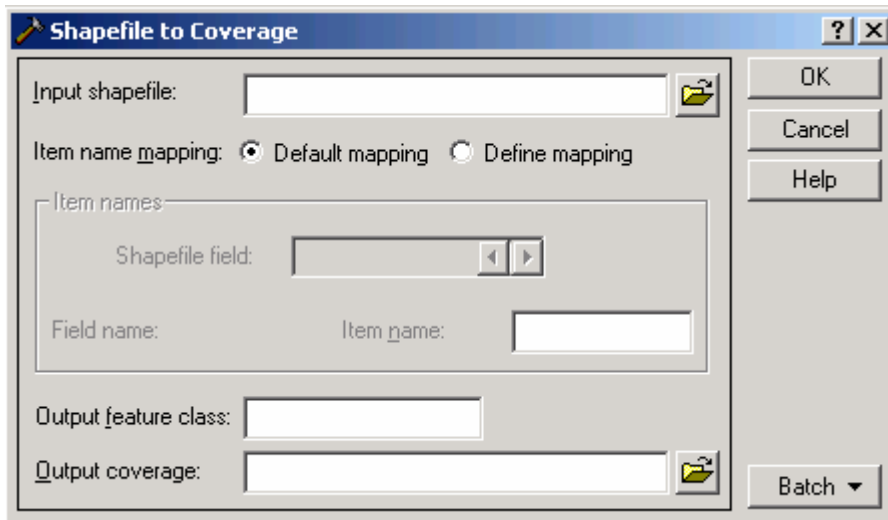 Shapefile to Coverage
Input shapefile:
OK
Cancel
Item name mapping: Default mapping Define mapping
Help
Item names
Shapefile field:
Field name: Item name:
Output feature class:
Output coverage:
Batch